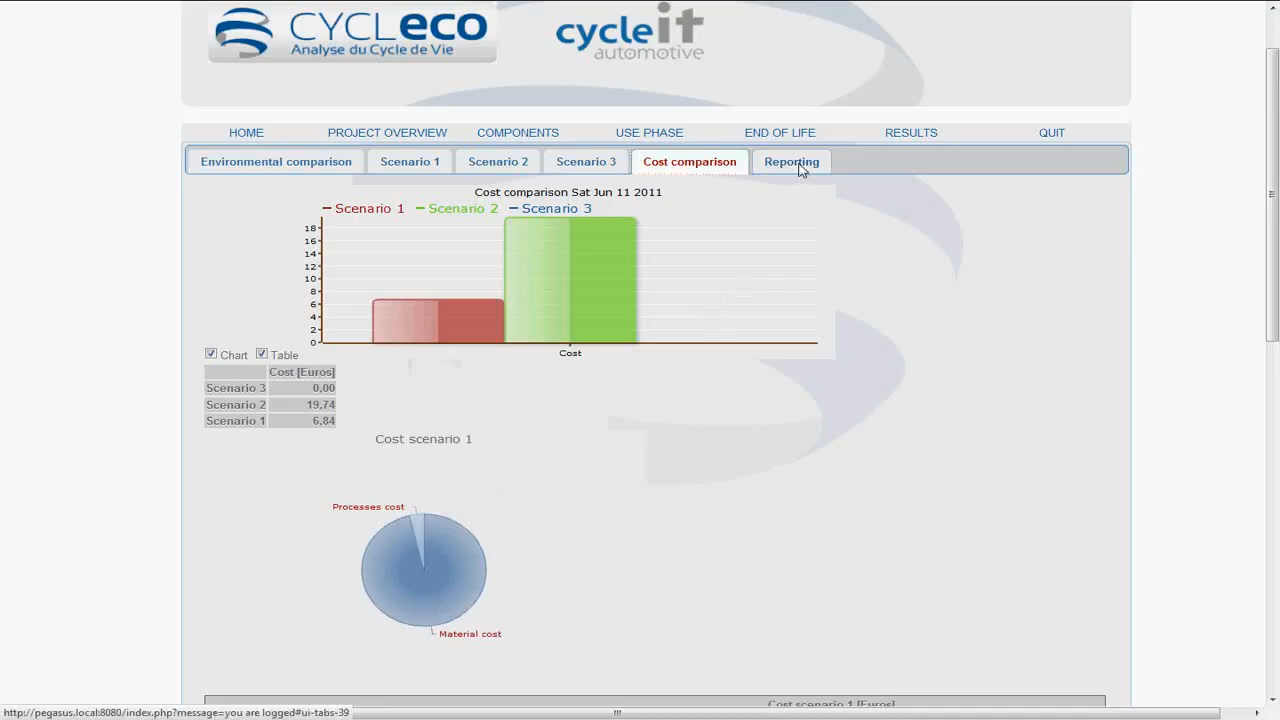 CYCLeco
Analyse du Cycle de Vie
cycleit
automotive
HOME PROJECT OVERVIEW COMPONENTS USE PHASE END OF LIFE RESULTS QUIT
Environmental comparison Scenario 1 Scenario 2 Scenario 3 Cost comparison Reporting
Cost comparison Sat Jun 11 2011
Scenario 1 Scenario 2 Scenario 3
18
16
14
12
10
8
6
4
2
0
Cost
Chart Table
Cost [Euros]
Scenario 3 0,00
Scenario 2 19,74
Scenario 1 6,84
Cost scenario 1
Processes cost
Material cost
Cost scenario 1 [Euros]
http://pegasus.local:8080/index.php?message=you are logged#ui-tabs-39